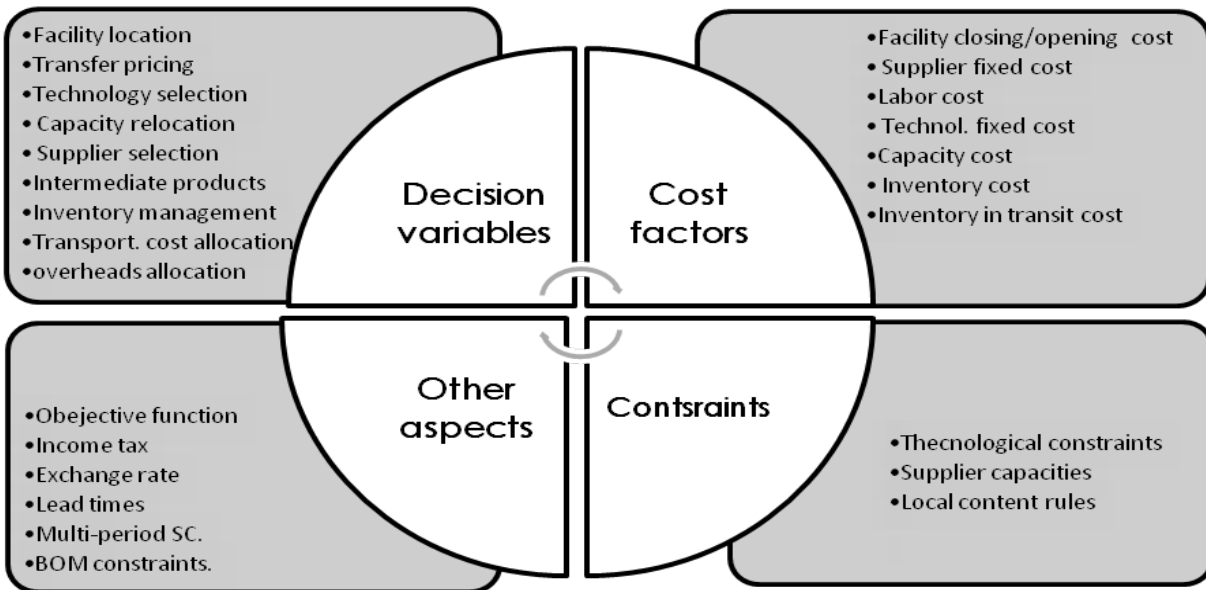 •Facility location
•Transfer pricing
•Technology selection
• Capacity relocation
• Supplier selection
•Intermediate products
•Inventory management
•Transport. cost allocation
•overheads allocation
Decision
variables
Cost
factors
•Facility closing/opening cost
• Supplier fixed cost
•Labor cost
• Technol. fixed cost
•Capacity cost
• Inventory cost
•Inventory in transit cost
•Obejective function
•Income tax
•Exchange rate
•Lead times
•Multi-period SC.
•BOM constraints.
Other
aspects
Contsraints
•Thecnological constraints
•Supplier capacities
•Local content rules